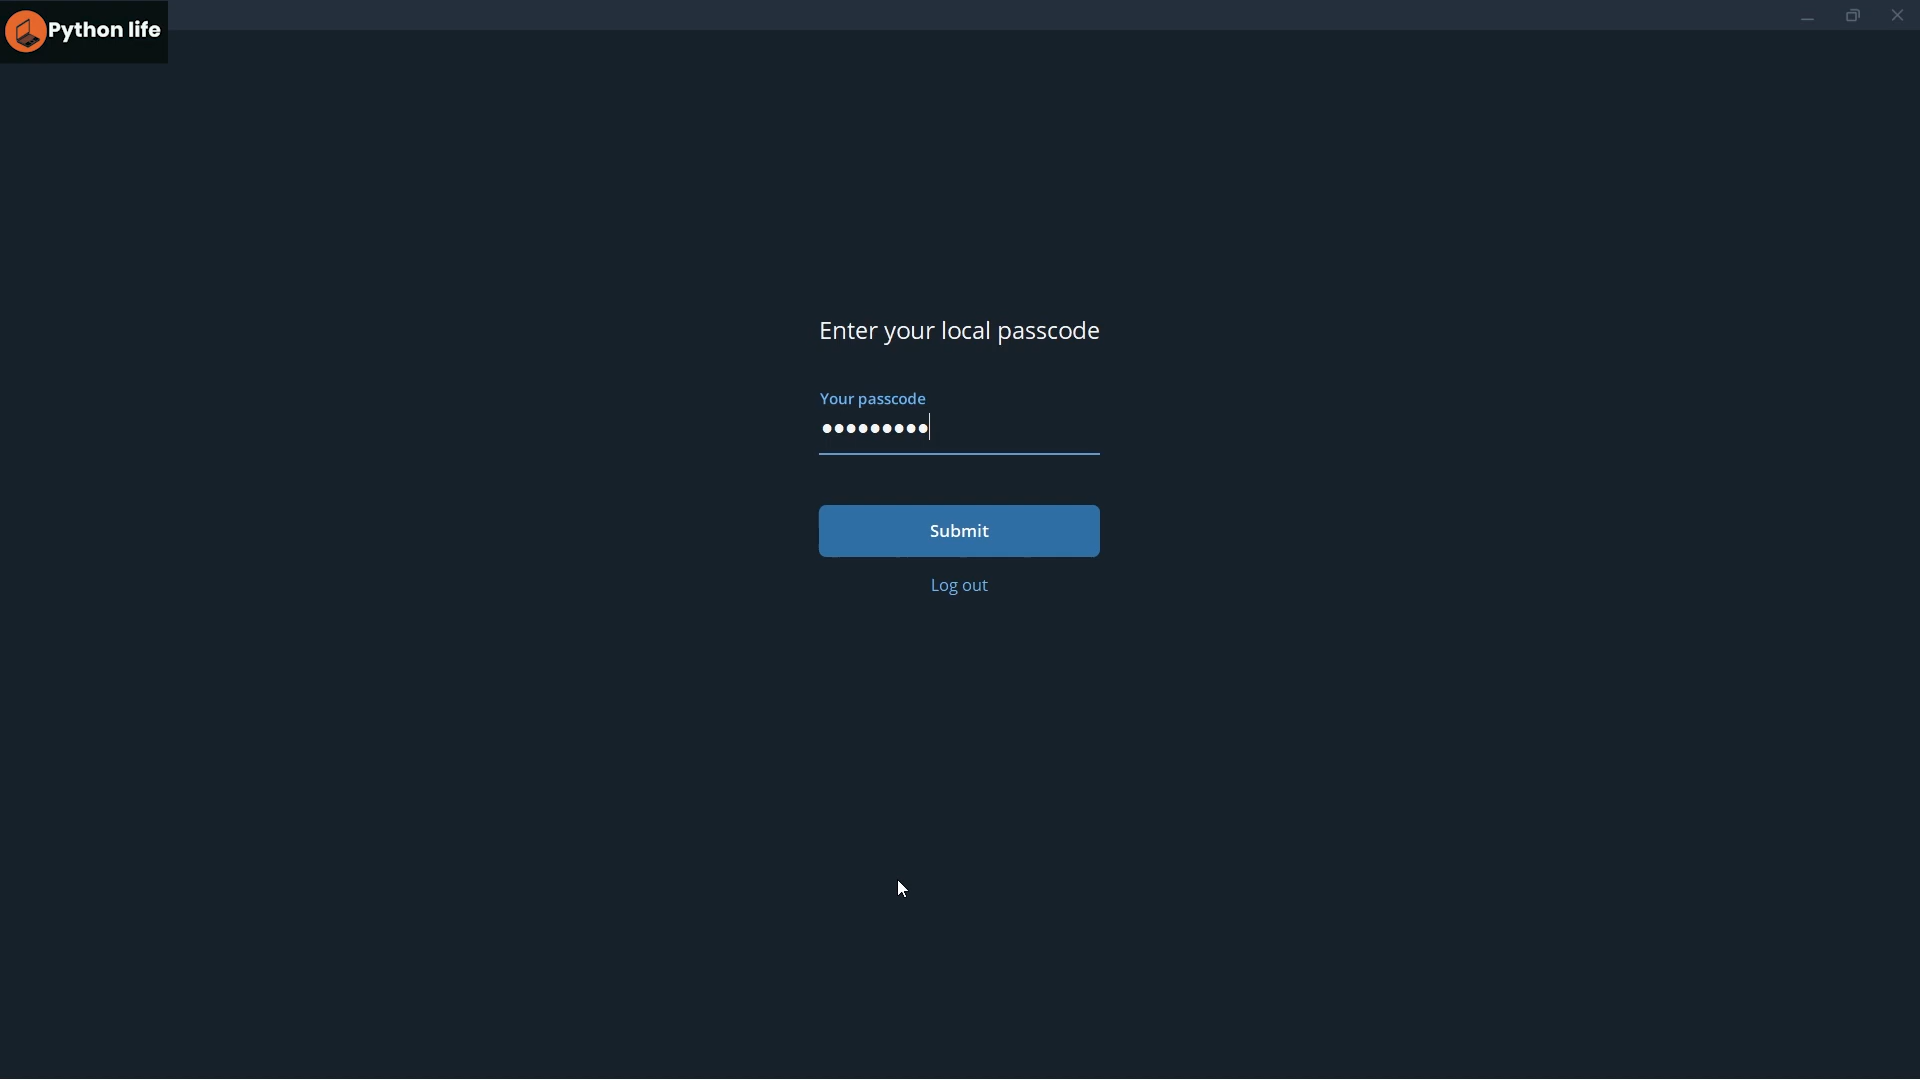 Python life
Enter your local passcode
Your passcode
•••••••••
Submit
Log out